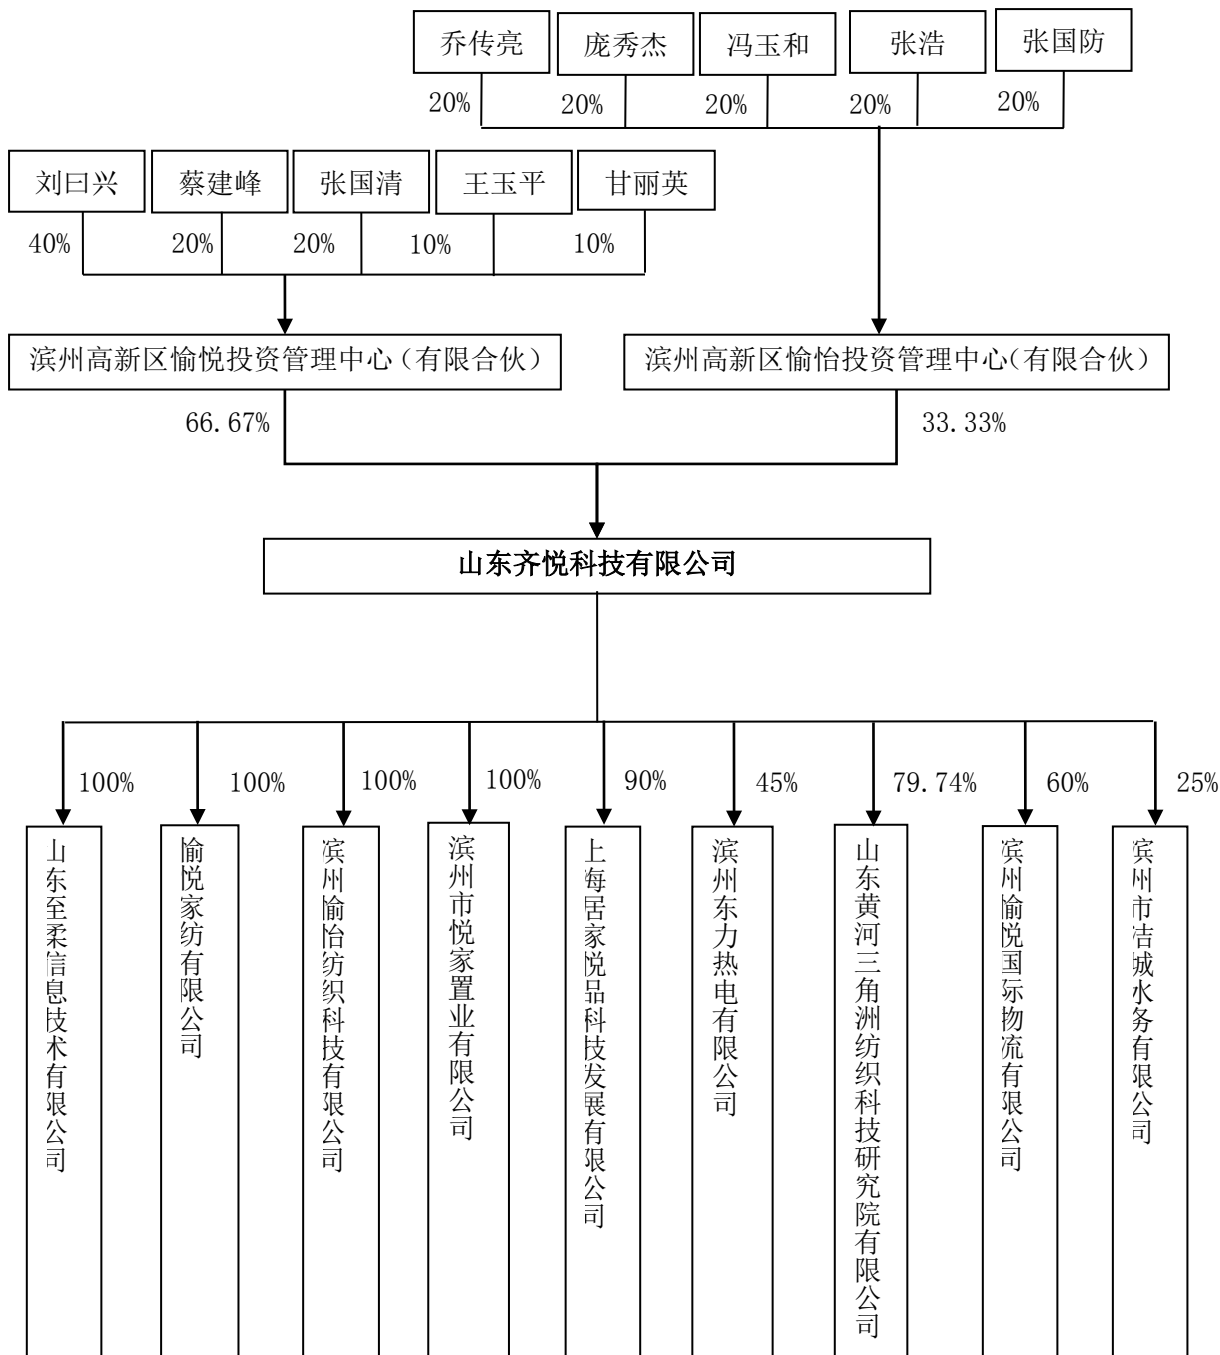 乔传亮
庞秀杰
冯玉和
张浩
张国防
20%
20%
20%
20%
20%
刘曰兴
蔡建峰
张国清
王玉平
甘丽英
40%
20%
20%
10%
10%
滨州高新区愉悦投资管理中心（有限合伙）
滨州高新区愉怡投资管理中心（有限合伙）
66.67%
33.33%
山东齐悦科技有限公司
100%
100%
100%
100%
90%
45%
79.74%
60%
25%
山东至柔信息技术有限公司
愉悦家纺有限公司
滨州愉怡纺织科技有限公司
滨州市悦家置业有限公司
上海居家悦品科技发展有限公司
滨州东力热电有限公司
山东黄河三角洲纺织科技研究院有限公司
滨州愉悦国际物流有限公司
滨州市洁城水务有限公司